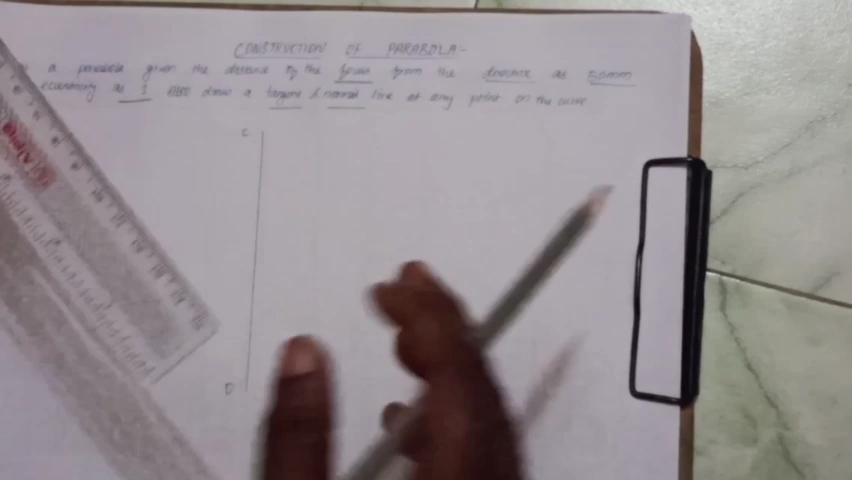 CONSTRUCTION OF PARABOLA:-
a parabola given the distance of the focus from the directrix as 50mm
eccentricity as 1 Also draw a tangent & normal line at any point on the curve
C
D